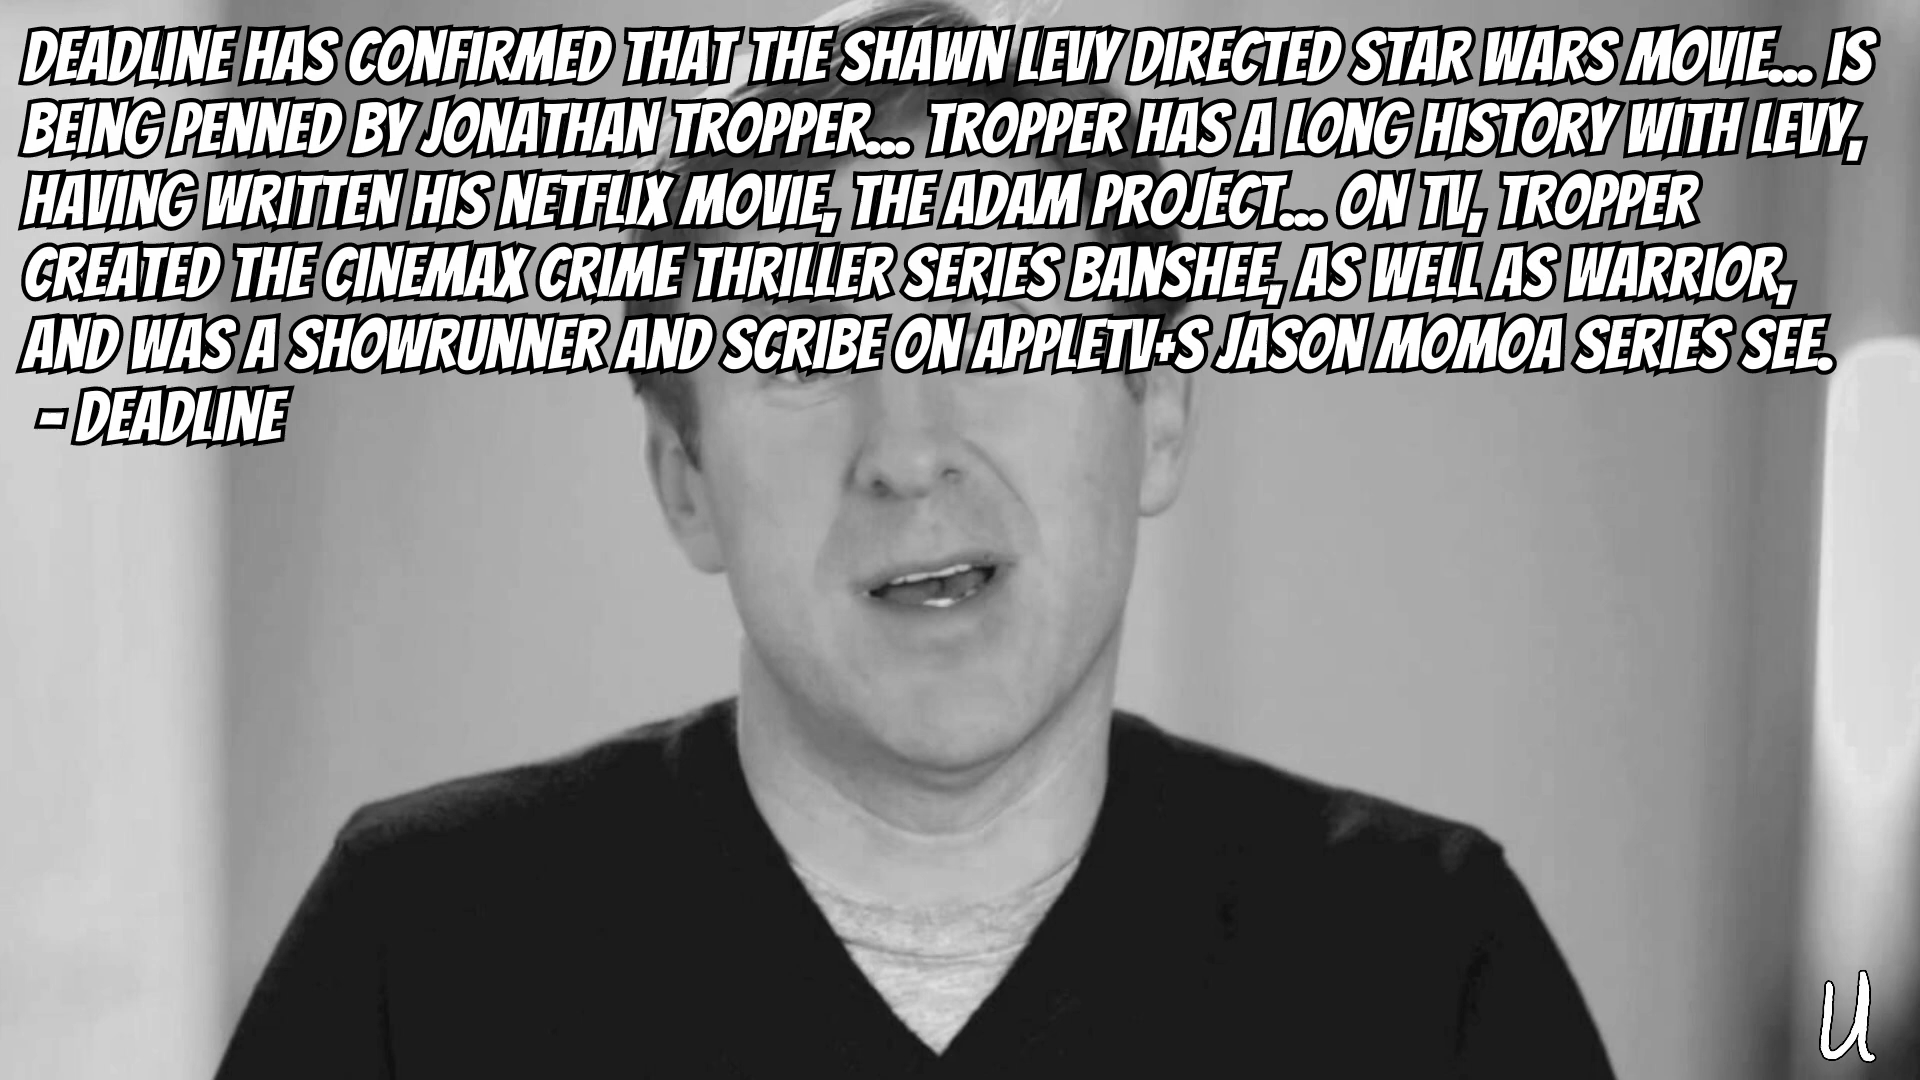 DEADLINE HAS CONFIRMED THAT THE SHAWN LEVY DIRECTED STAR WARS MOVIE... IS
BEING PENNED BY JONATHAN TROPPER... TROPPER HAS A LONG HISTORY WITH LEVY,
HAVING WRITTEN HIS NETFLIX MOVIE, THE ADAM PROJECT... ON TV, TROPPER
CREATED THE CINEMAX CRIME THRILLER SERIES BANSHEE, AS WELL AS WARRIOR,
AND WAS A SHOWRUNNER AND SCRIBE ON APPLETV+S JASON MOMOA SERIES SEE.
- DEADLINE
U